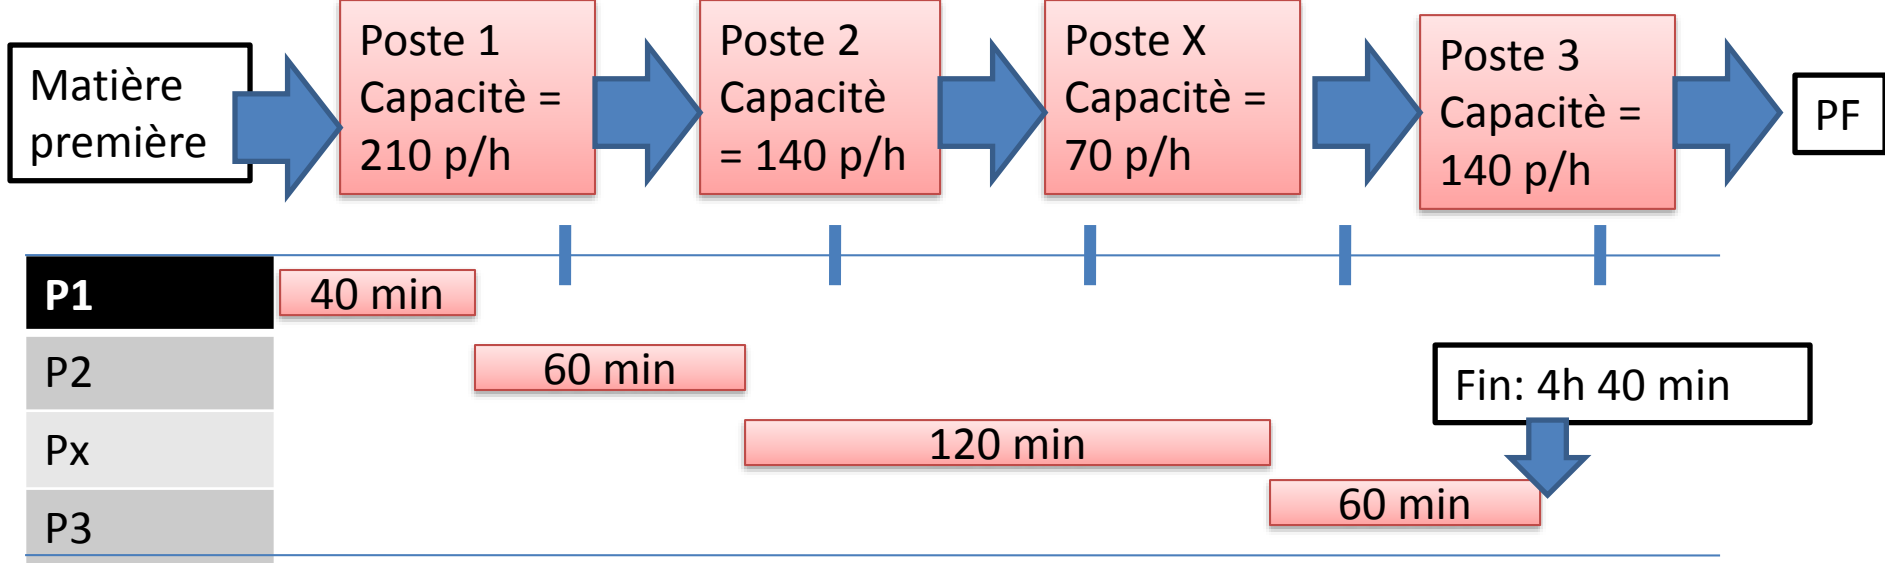 Matière
première
Poste 1
Capacitè =
210 p/h
Poste 2
Capacitè
= 140 p/h
Poste X
Capacitè =
70 p/h
Poste 3
Capacitè =
140 p/h
PF
P1
40 min
P2
60 min
Fin: 4h 40 min
Px
120 min
P3
60 min